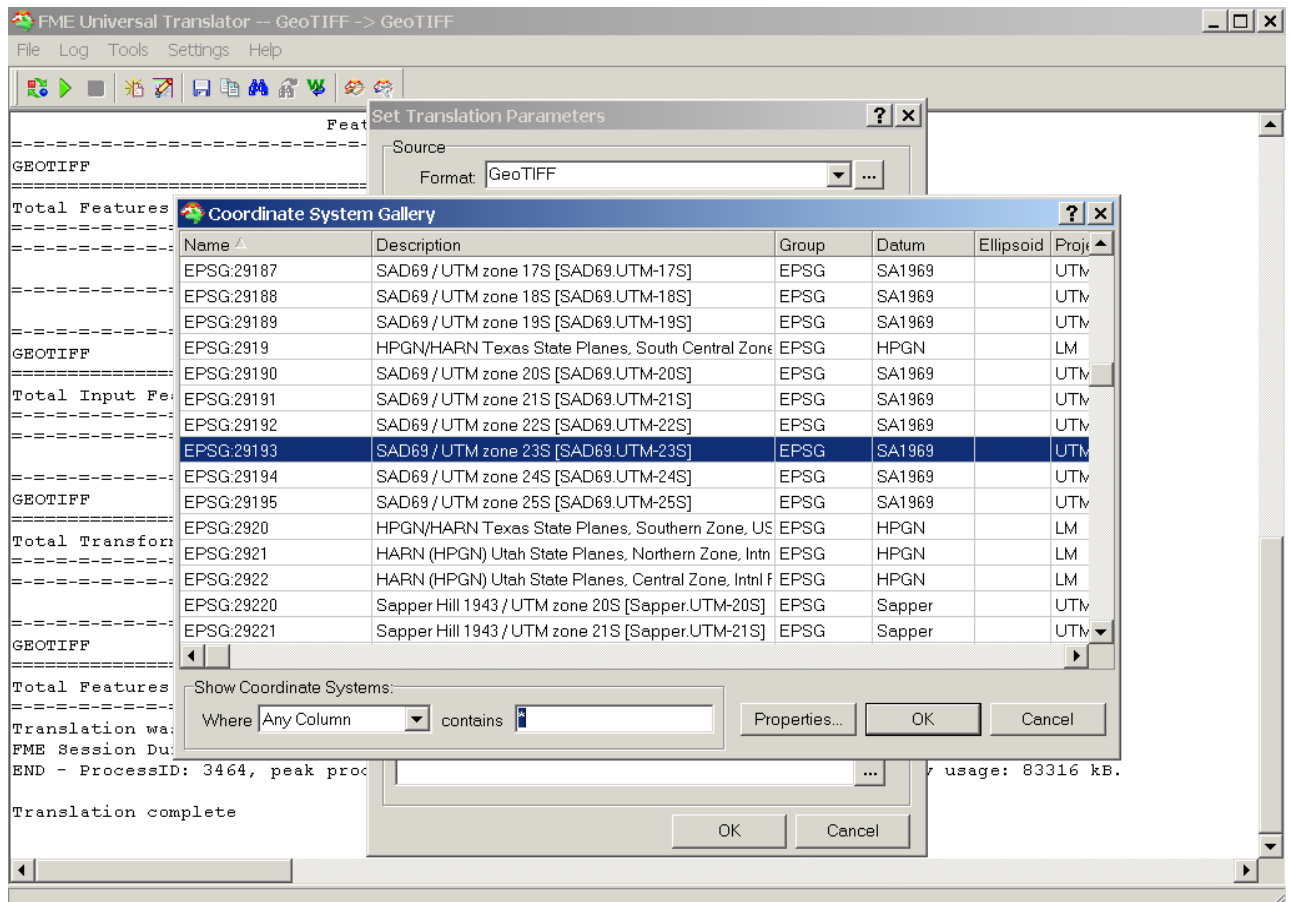 FME Universal Translator -- GeoTIFF -> GeoTIFF
File Log Tools Settings Help
Set Translation Parameters
Source
Format: GeoTIFF
GEOTIFF
=-=-=-=-=-=-=-=-=-=-=-=-=-=-=-=-
Total Features
Coordinate System Gallery
Name Description Group Datum Ellipsoid
EPSG:29187 SAD69 / UTM zone 17S [SAD69.UTM-17S] EPSG SA1969 UTM
EPSG:29188 SAD69 / UTM zone 18S [SAD69.UTM-18S] EPSG SA1969 UTM
EPSG:29189 SAD69 / UTM zone 19S [SAD69.UTM-19S] EPSG SA1969 UTM
EPSG:2919 HPGN/HARN Texas State Planes, South Central Zone EPSG HPGN LM
EPSG:29190 SAD69 / UTM zone 20S [SAD69.UTM-20S] EPSG SA1969 UTM
EPSG:29191 SAD69 / UTM zone 21S [SAD69.UTM-21S] EPSG SA1969 UTM
EPSG:29192 SAD69 / UTM zone 22S [SAD69.UTM-22S] EPSG SA1969 UTM
EPSG:29193 SAD69 / UTM zone 23S [SAD69.UTM-23S] EPSG SA1969 UTM
EPSG:29194 SAD69 / UTM zone 24S [SAD69.UTM-24S] EPSG SA1969 UTM
EPSG:29195 SAD69 / UTM zone 25S [SAD69.UTM-25S] EPSG SA1969 UTM
EPSG:2920 HPGN/HARN Texas State Planes, Southern Zone, US EPSG HPGN LM
EPSG:2921 HARN (HPGN) Utah State Planes, Northern Zone, Intn EPSG HPGN LM
EPSG:2922 HARN (HPGN) Utah State Planes, Central Zone, Intnl F EPSG HPGN LM
EPSG:29220 Sapper Hill 1943 / UTM zone 20S [Sapper.UTM-20S] EPSG Sapper UTM
EPSG:29221 Sapper Hill 1943 / UTM zone 21S [Sapper.UTM-21S] EPSG Sapper UTM
Show Coordinate Systems:
Where Any Column contains *
Properties... OK Cancel
GEOTIFF
Total Input
GEOTIFF
Total
GEOTIFF
Total Features
Translation
FME Session
END - ProcessID: 3464, peak usage: 83316 kB.
Translation complete
OK Cancel